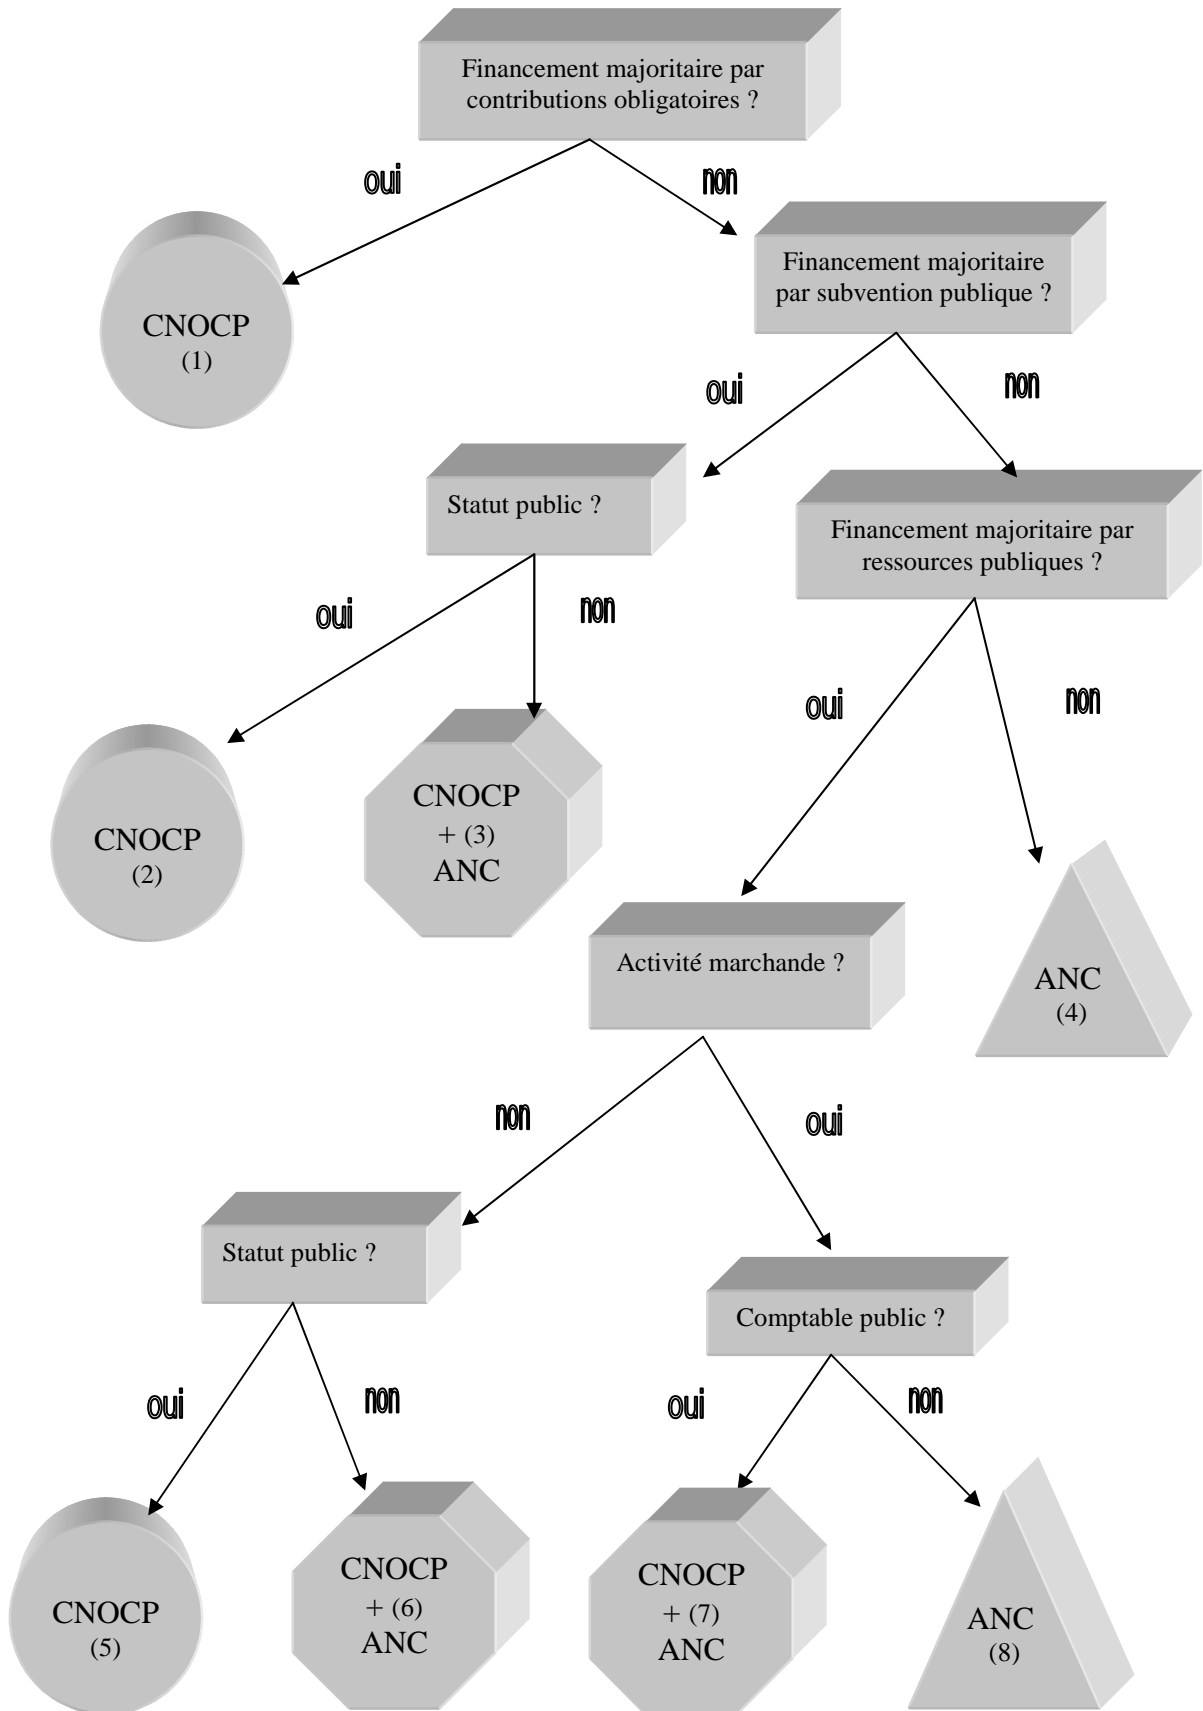 Financement majoritaire par
contributions obligatoires ?
oui
non
CNOCP
(1)
Financement majoritaire
par subvention publique ?
oui
non
Statut public ?
Financement majoritaire par
ressources publiques ?
oui
non
oui
non
CNOCP
(2)
CNOCP
+ (3)
ANC
Activité marchande ?
ANC
(4)
non
oui
Statut public ?
Comptable public ?
oui
non
oui
non
CNOCP
(5)
CNOCP
+ (6)
ANC
CNOCP
+ (7)
ANC
ANC
(8)